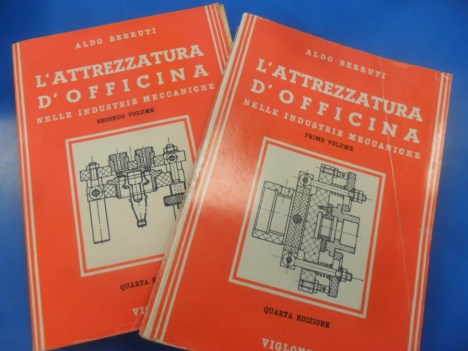 ALDO BERRUTI
L'ATTREZZATURA
D'OFFICINA
NELLE INDUSTRIE MECCANICHE
SECONDO VOLUME
QUARTA
ALDO BERRUTI
L'ATTREZZATURA
D'OFFICINA
NELLE INDUSTRIE MECCANICHE
PRIMO VOLUME
QUARTA EDIZIONE